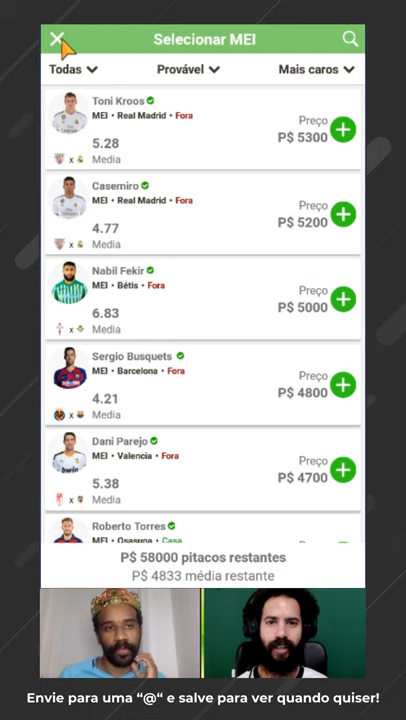 Selecionar MEI
Todas
Provável
Mais caros
Toni Kroos
MEI • Real Madrid • Fora
5.28
Media
x
Preço
P$ 5300
Casemiro
MEI • Real Madrid • Fora
4.77
Media
x
Preço
P$ 5200
Nabil Fekir
MEI • Bétis • Fora
6.83
Media
x
Preço
P$ 5000
Sergio Busquets
MEI • Barcelona • Fora
4.21
Media
x
Preço
P$ 4800
Dani Parejo
MEI • Valencia • Fora
5.38
Media
x
Preço
P$ 4700
Roberto Torres
MEI • Osasuna • Casa
P$ 58000 pitacos restantes
P$ 4833 média restante
Envie para uma “@“ e salve para ver quando quiser!